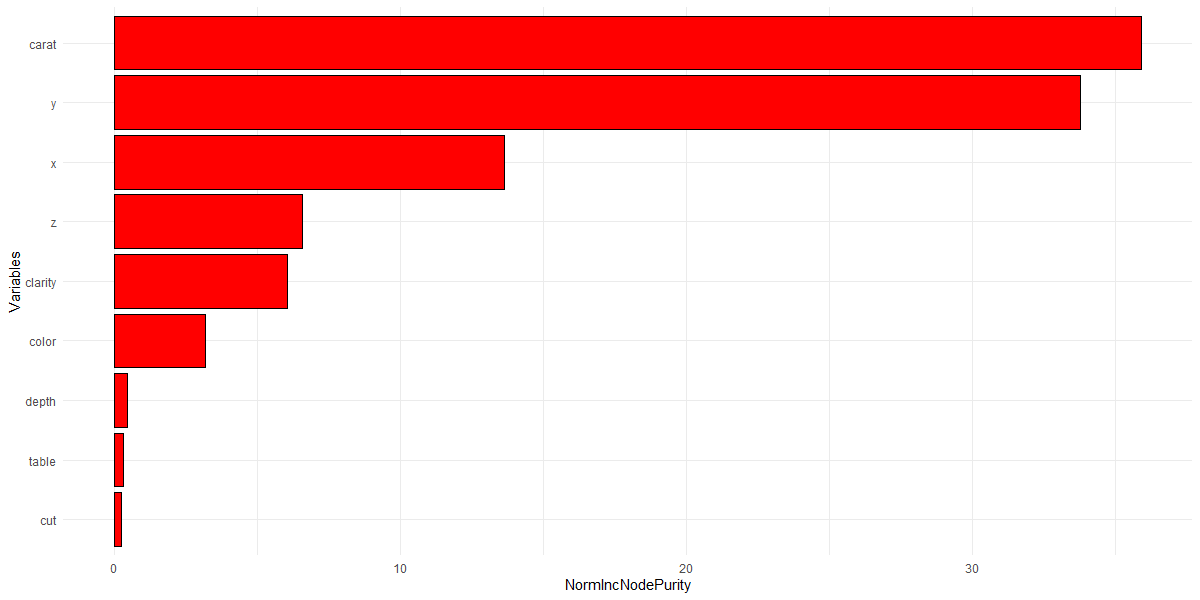 carat
y
x
z
clarity
color
depth
table
cut
Variables
0 10 20 30
NormIncNodePurity